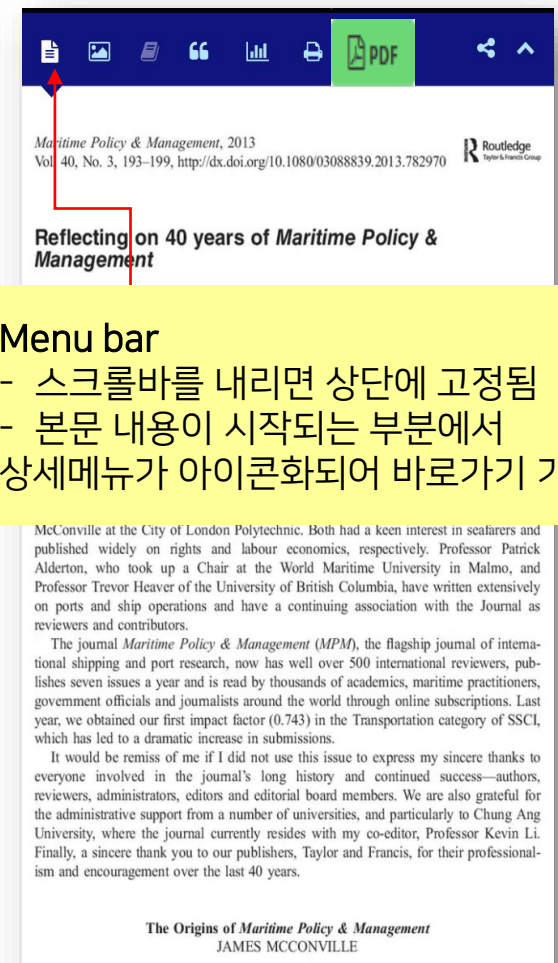 PDF
Maritime Policy & Management, 2013
Vol. 40, No. 3, 193–199, http://dx.doi.org/10.1080/03088839.2013.782970
Routledge
Taylor & Francis Group
Reflecting on 40 years of Maritime Policy &
Management
Menu bar
- 스크롤바를 내리면 상단에 고정됨
- 본문 내용이 시작되는 부분에서
상세메뉴가 아이콘화되어 바로가기
McConville at the City of London Polytechnic. Both had a keen interest in seafarers and
published widely on rights and labour economics, respectively. Professor Patrick
Alderton, who took up a Chair at the World Maritime University in Malmo, and
Professor Trevor Heaver of the University of British Columbia, have written extensively
on ports and ship operations and have a continuing association with the Journal as
reviewers and contributors.
The journal Maritime Policy & Management (MPM), the flagship journal of interna-
tional shipping and port research, now has well over 500 international reviewers, pub-
lishes seven issues a year and is read by thousands of academics, maritime practitioners,
government officials and journalists around the world through online subscriptions. Last
year, we obtained our first impact factor (0.743) in the Transportation category of SSCI,
which has led to a dramatic increase in submissions.
It would be remiss of me if I did not use this issue to express my sincere thanks to
everyone involved in the journal's long history and continued success—authors,
reviewers, administrators, editors and editorial board members. We are also grateful for
the administrative support from a number of universities, and particularly to Chung Ang
University, where the journal currently resides with my co-editor, Professor Kevin Li.
Finally, a sincere thank you to our publishers, Taylor and Francis, for their professional-
ism and encouragement over the last 40 years.
The Origins of Maritime Policy & Management
JAMES MCCONVILLE